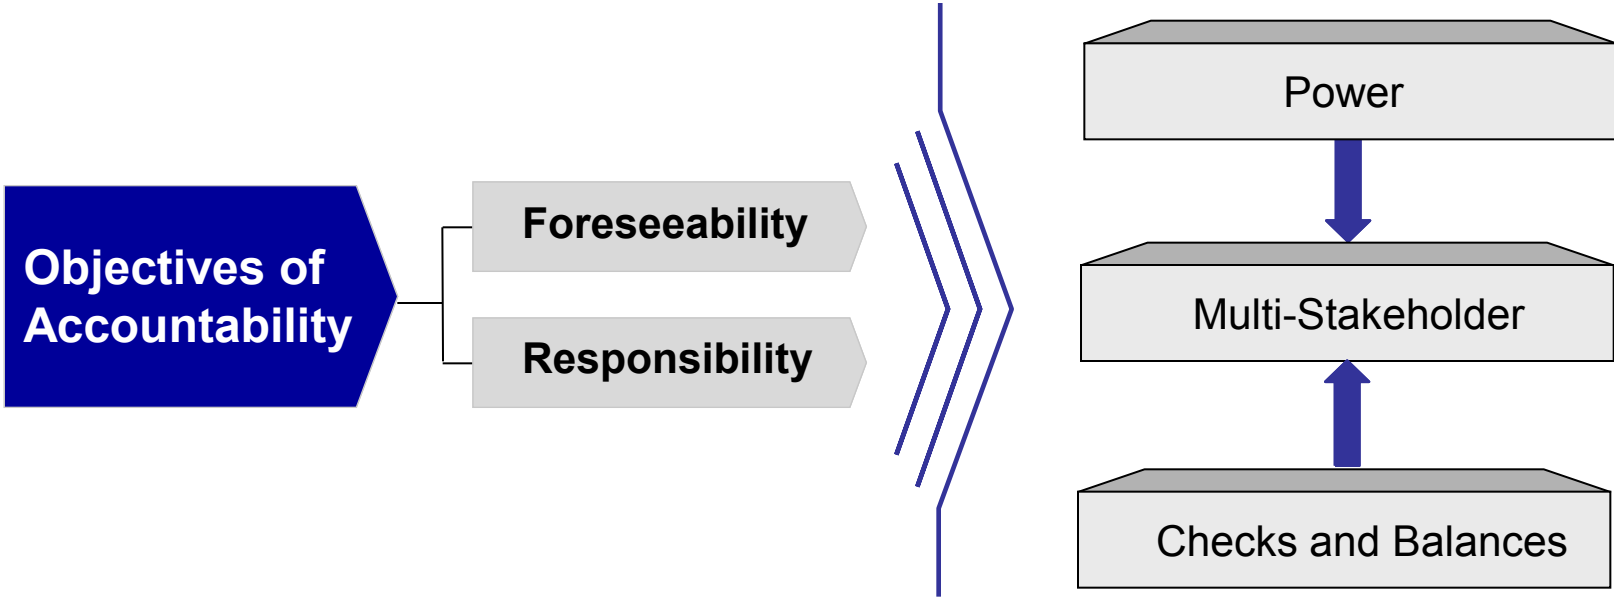 Objectives of
Accountability
Foreseeability
Responsibility
Power
Multi-Stakeholder
Checks and Balances